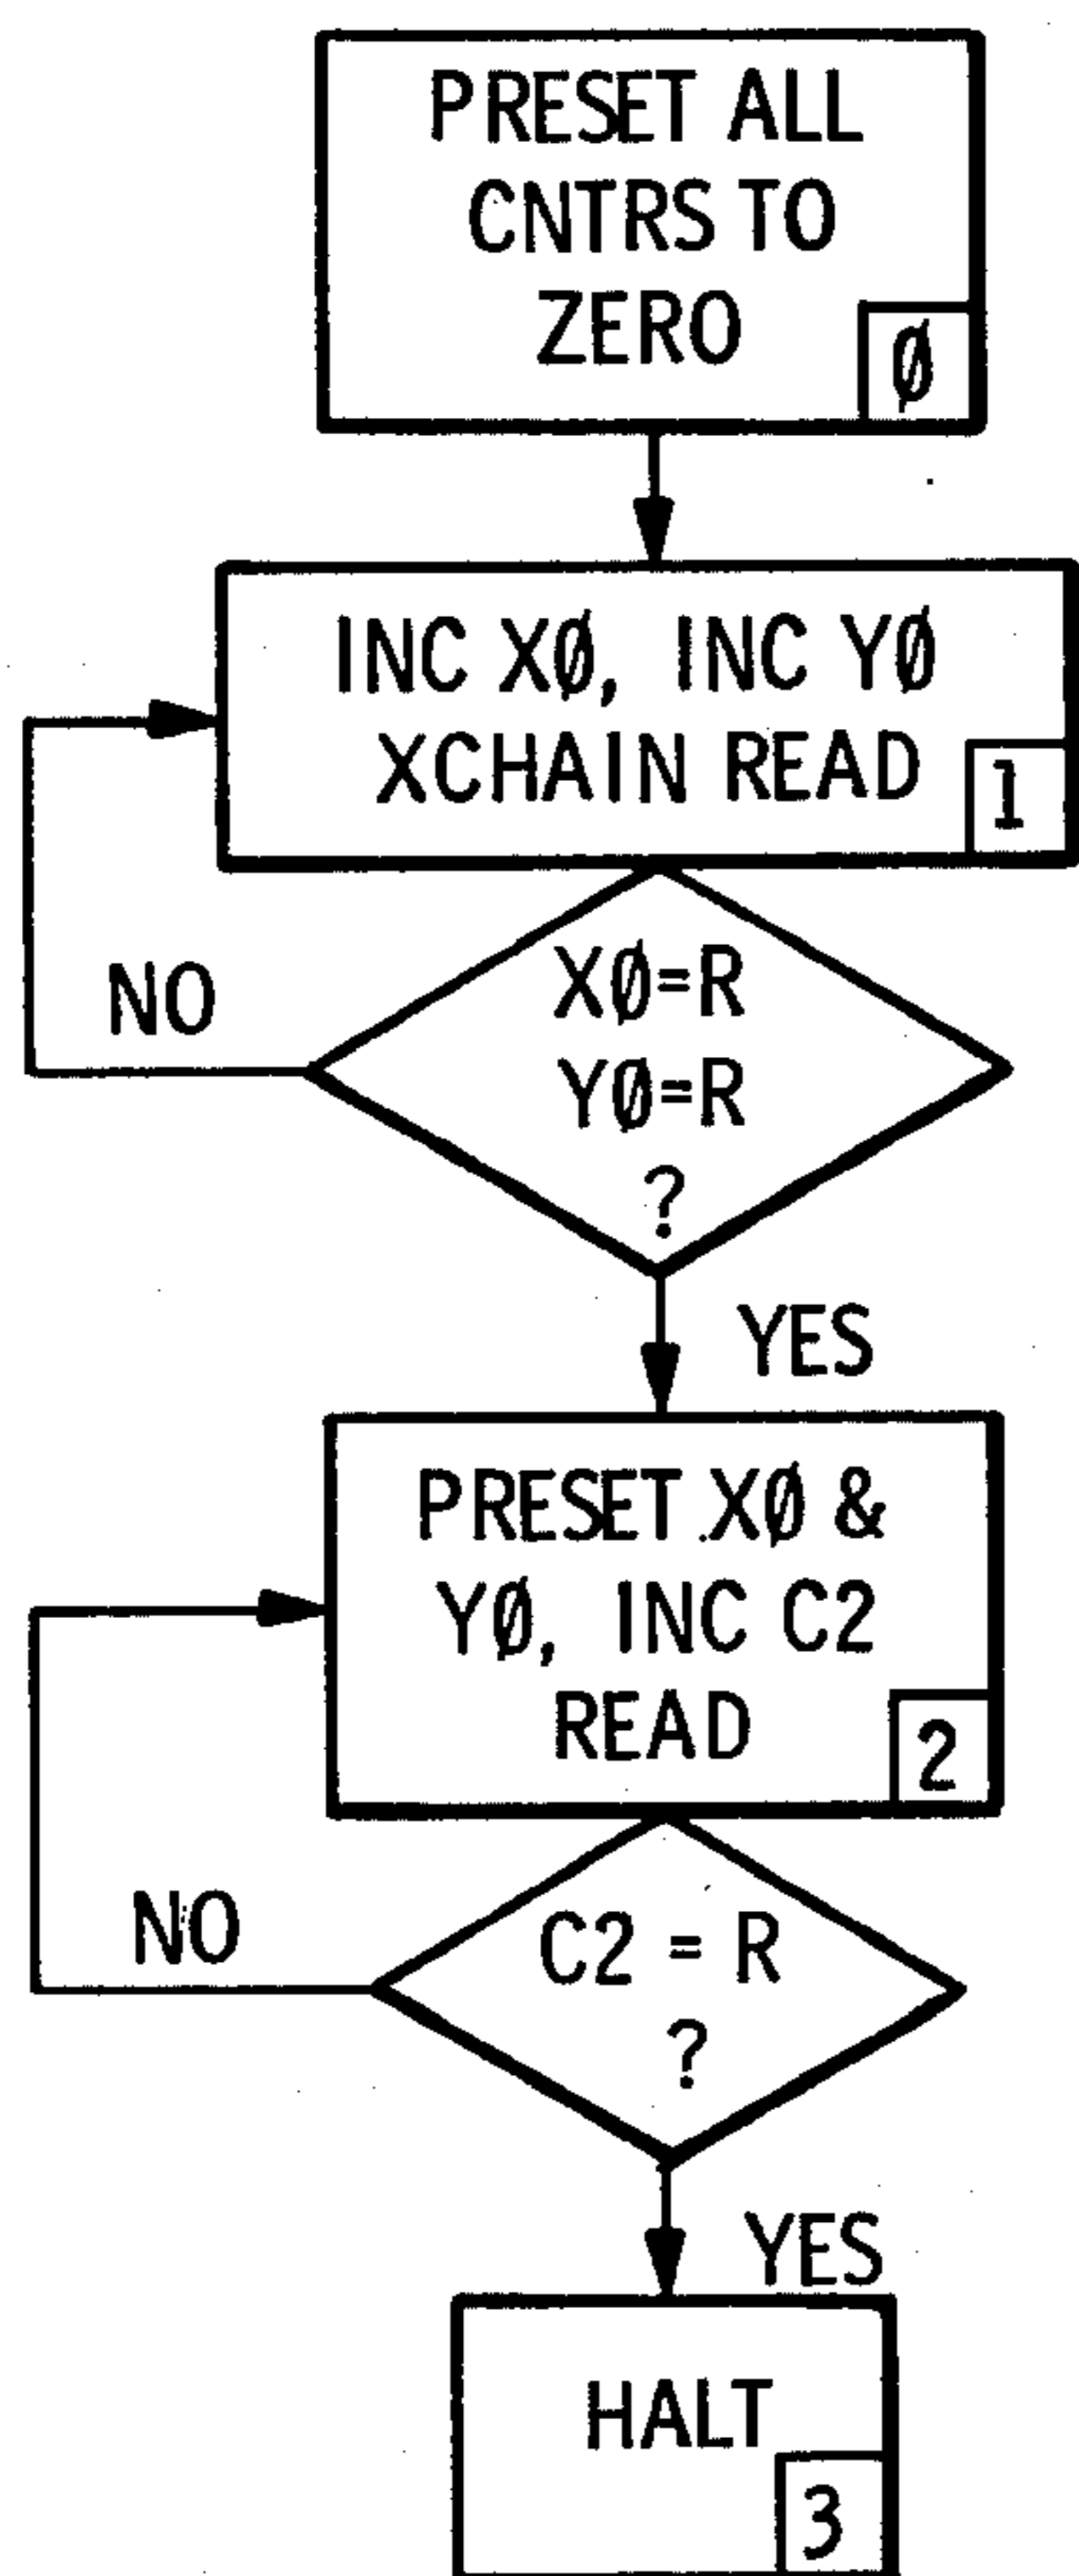 PRESET ALL
CNTRS TO
ZERO
Ø
INC XØ, INC YØ
XCHAIN READ
1
XØ=R
YØ=R
?
NO
YES
PRESET XØ &
YØ, INC C2
READ
2
C2 = R
?
NO
YES
HALT
3